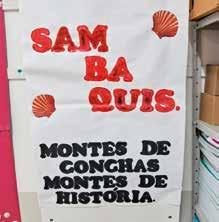 SAM
BA
QUIS.
MONTES DE
CONCHAS
MONTES DE
HISTORIA.